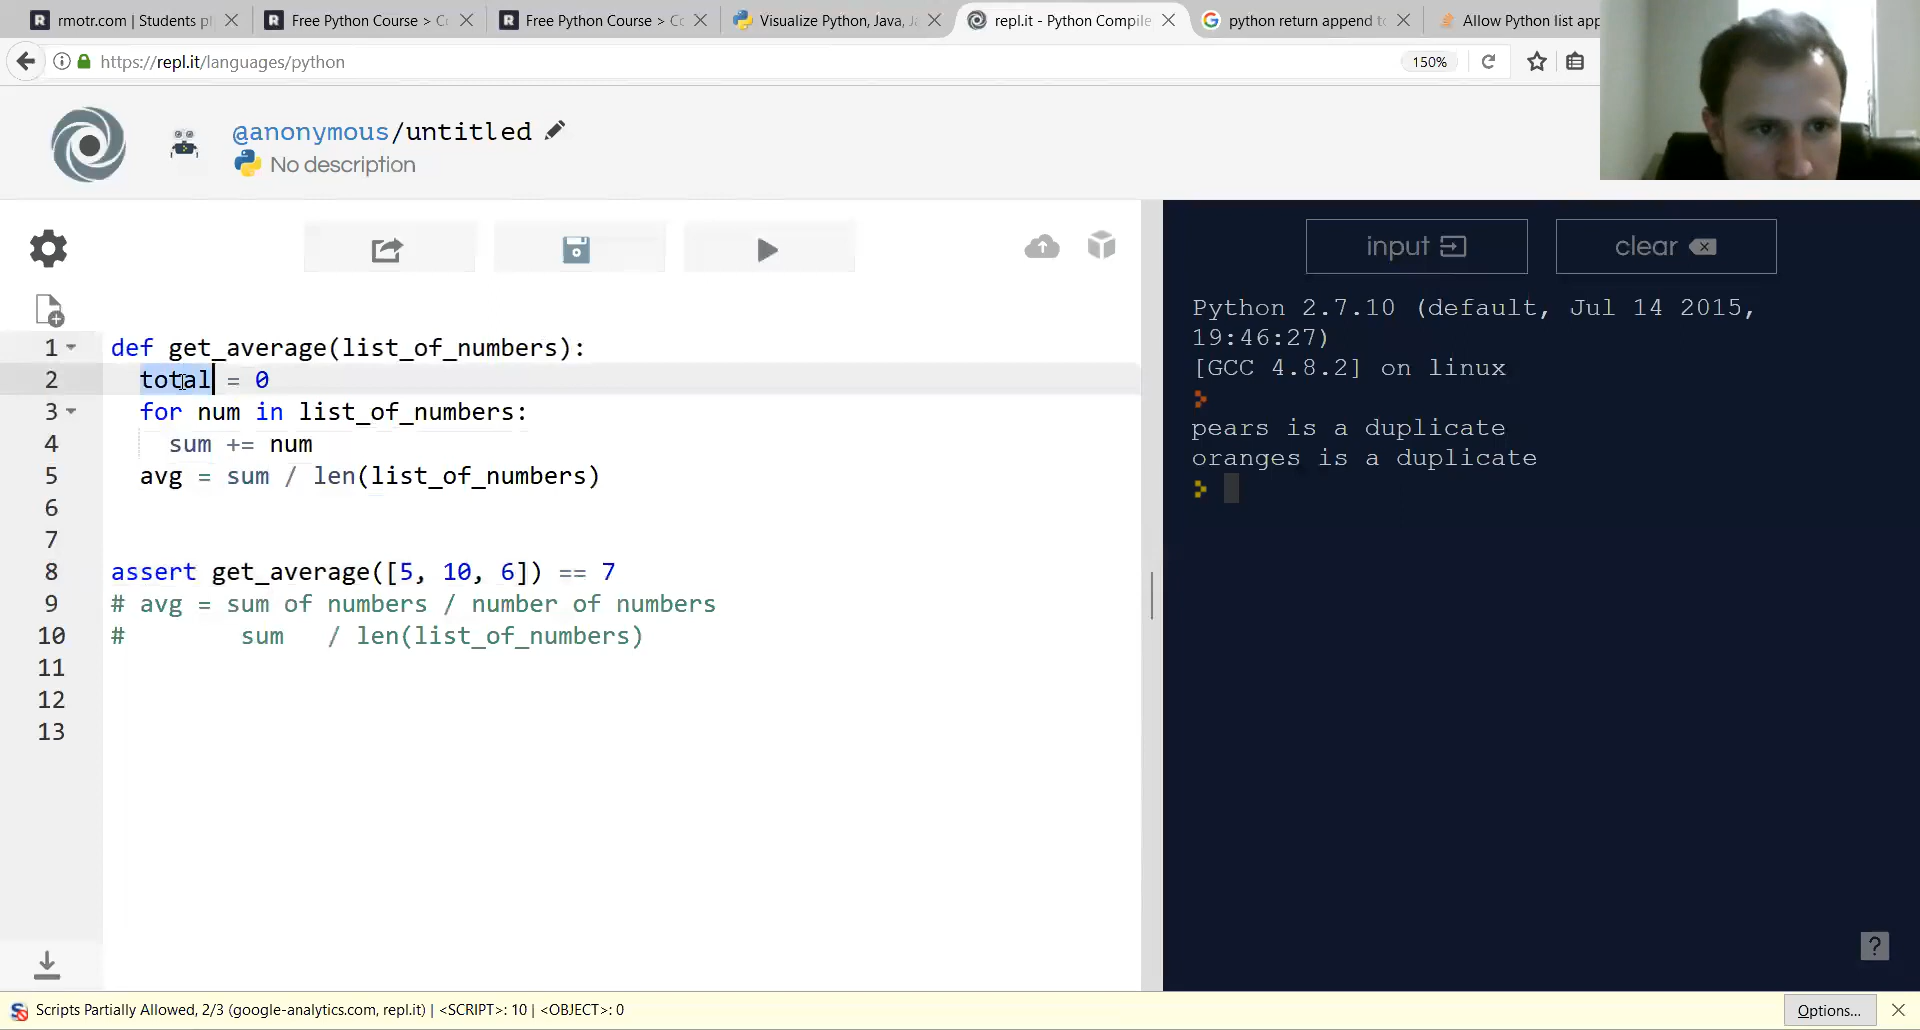 rmotr.com | Students pl
Free Python Course > Co
Free Python Course > Co
Visualize Python, Java, Ja
repl.it - Python Compile
python return append to
Allow Python list app
https://repl.it/languages/python
150%
@anonymous/untitled
No description
input
clear
1 def get_average(list_of_numbers):
2 total = 0
3 for num in list_of_numbers:
4 sum += num
5 avg = sum / len(list_of_numbers)
6
7
8 assert get_average([5, 10, 6]) == 7
9 # avg = sum of numbers / number of numbers
10 # sum / len(list_of_numbers)
11
12
13
Python 2.7.10 (default, Jul 14 2015,
19:46:27)
[GCC 4.8.2] on linux
pears is a duplicate
oranges is a duplicate
?
Scripts Partially Allowed, 2/3 (google-analytics.com, repl.it) | <SCRIPT>: 10 | <OBJECT>: 0
Options...